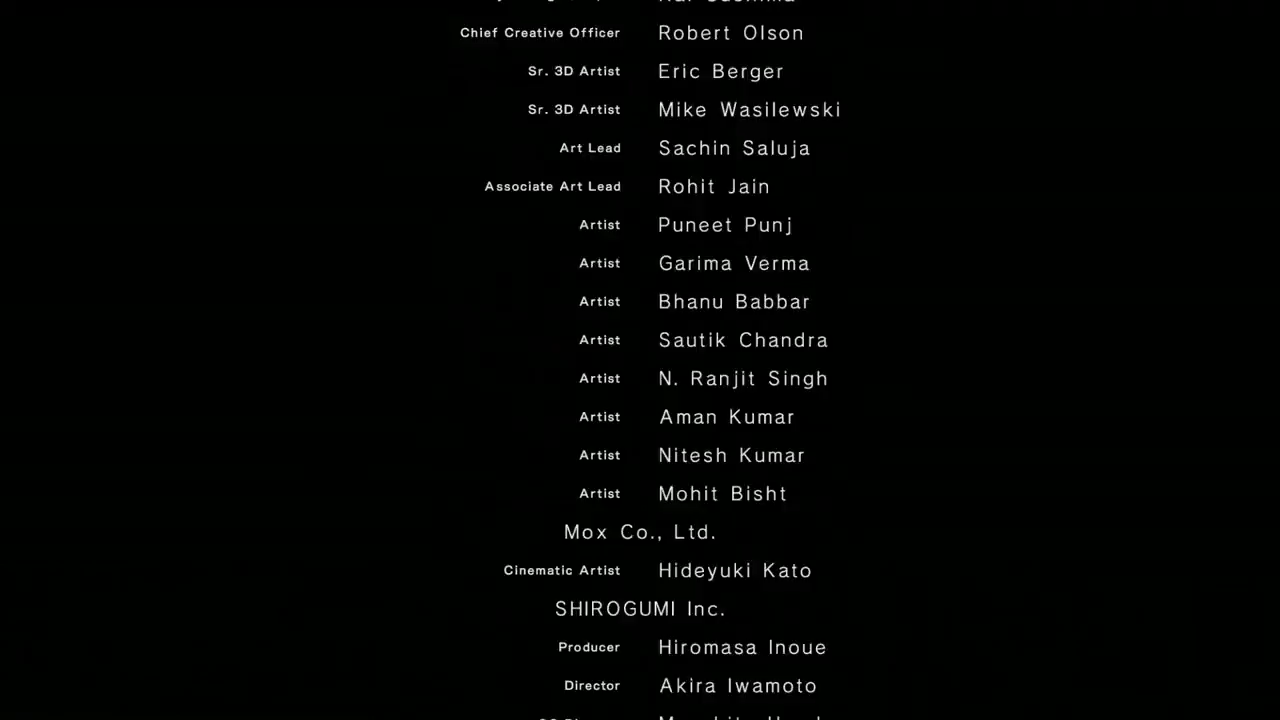 Chief Creative Officer Robert Olson
Sr. 3D Artist Eric Berger
Sr. 3D Artist Mike Wasilewski
Art Lead Sachin Saluja
Associate Art Lead Rohit Jain
Artist Puneet Punj
Artist Garima Verma
Artist Bhanu Babbar
Artist Sautik Chandra
Artist N. Ranjit Singh
Artist Aman Kumar
Artist Nitesh Kumar
Artist Mohit Bisht
Mox Co., Ltd.
Cinematic Artist Hideyuki Kato
SHIROGUMI Inc.
Producer Hiromasa Inoue
Director Akira Iwamoto